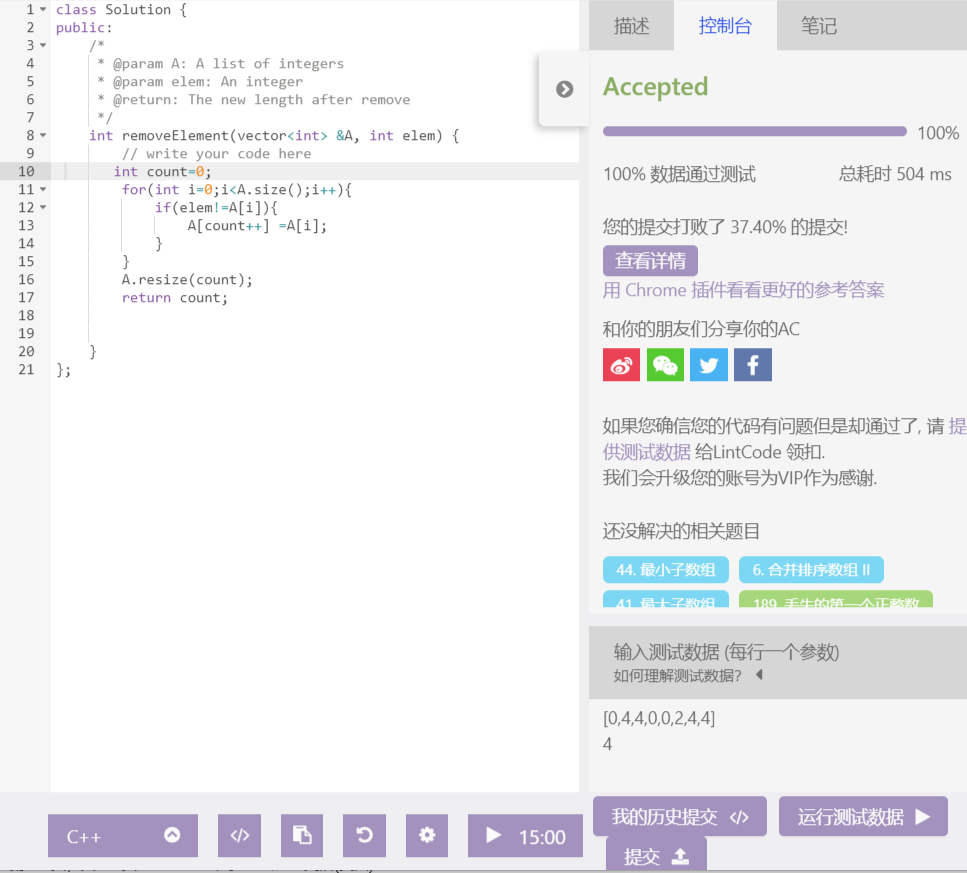 1 class Solution {
2 public:
3 /*
4 * @param A: A list of integers
5 * @param elem: An integer
6 * @return: The new length after remove
7 */
8 int removeElement(vector<int> &A, int elem) {
9 // write your code here
10 int count=0;
11 for(int i=0;i<A.size();i++){
12 if(elem!=A[i]){
13 A[count++] =A[i];
14 }
15 }
16 A.resize(count);
17 return count;
18
19
20 }
21 };
C++
</>
15:00
描述 控制台 笔记
Accepted
100%
100% 数据通过测试 总耗时 504 ms
您的提交打败了 37.40% 的提交!
查看详情
用 Chrome 插件看看更好的参考答案
和你的朋友们分享你的AC
如果您确信您的代码有问题但是却通过了, 请 提
供测试数据 给LintCode 领扣.
我们会升级您的账号为VIP作为感谢.
还没解决的相关题目
44. 最小子数组 6. 合并排序数组 II
41. 最大子数组 189. 丢失的第一个正整数
输入测试数据 (每行一个参数)
如何理解测试数据?
[0,4,4,0,0,2,4,4]
4
我的历史提交 </> 运行测试数据
提交